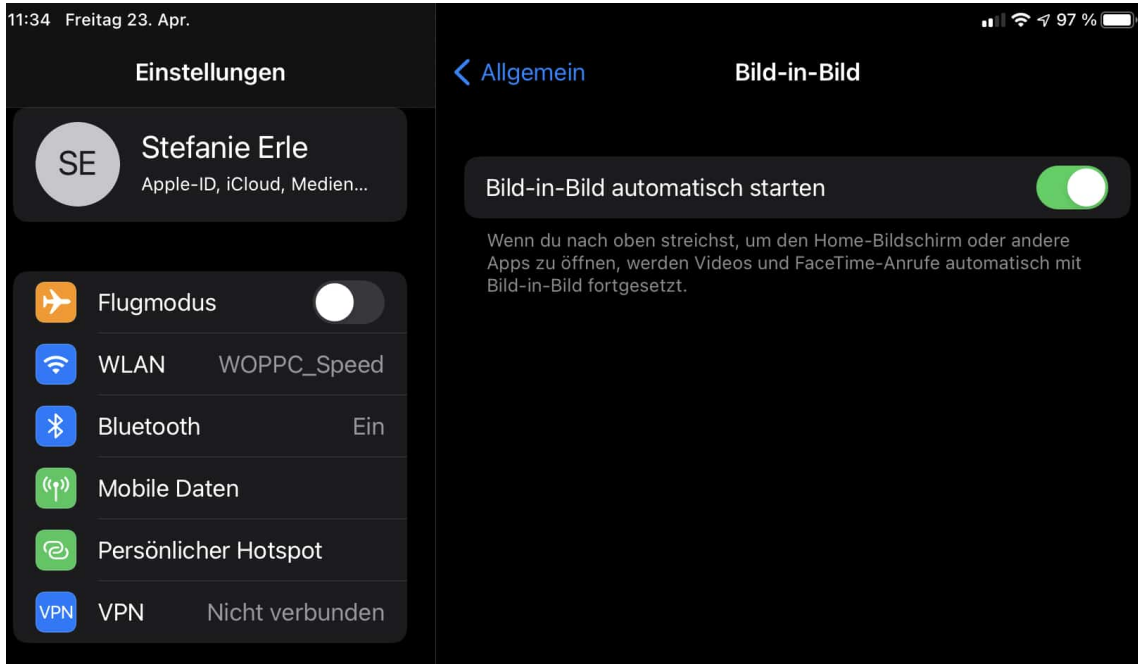 11:34 Freitag 23. Apr.
97 %
Einstellungen
SE
Stefanie Erle
Apple-ID, iCloud, Medien...
Flugmodus
WLAN WOPPC_Speed
Bluetooth Ein
Mobile Daten
Persönlicher Hotspot
VPN VPN Nicht verbunden
Allgemein
Bild-in-Bild
Bild-in-Bild automatisch starten
Wenn du nach oben streichst, um den Home-Bildschirm oder andere
Apps zu öffnen, werden Videos und FaceTime-Anrufe automatisch mit
Bild-in-Bild fortgesetzt.